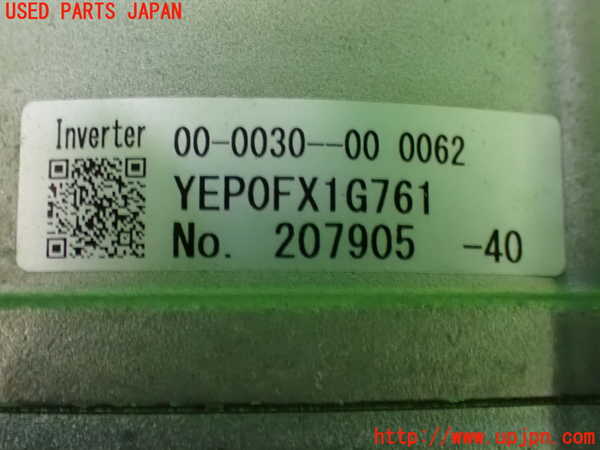 USED PARTS JAPAN
Inverter 00-0030--00 0062
YEP0FX1G761
No. 207905 -40
http://www.upjpn.com